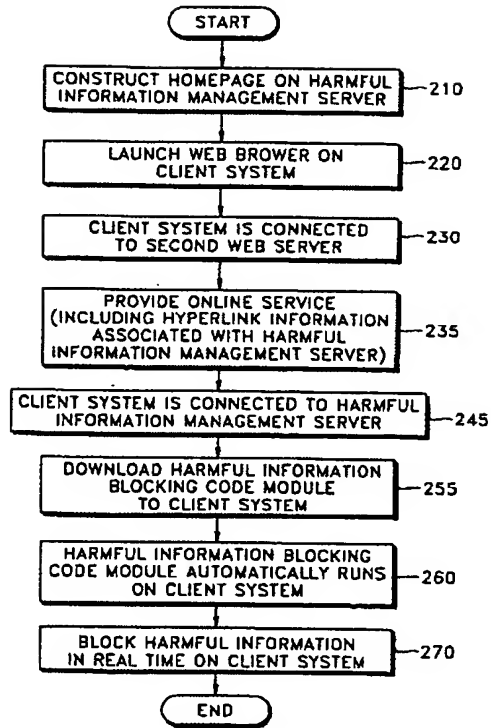 START
CONSTRUCT HOMEPAGE ON HARMFUL
INFORMATION MANAGEMENT SERVER
210
LAUNCH WEB BROWER ON
CLIENT SYSTEM
220
CLIENT SYSTEM IS CONNECTED
TO SECOND WEB SERVER
230
PROVIDE ONLINE SERVICE
(INCLUDING HYPERLINK INFORMATION
ASSOCIATED WITH HARMFUL
INFORMATION MANAGEMENT SERVER)
235
CLIENT SYSTEM IS CONNECTED TO HARMFUL
INFORMATION MANAGEMENT SERVER
245
DOWNLOAD HARMFUL INFORMATION
BLOCKING CODE MODULE
TO CLIENT SYSTEM
255
HARMFUL INFORMATION BLOCKING
CODE MODULE AUTOMATICALLY RUNS
ON CLIENT SYSTEM
260
BLOCK HARMFUL INFORMATION
IN REAL TIME ON CLIENT SYSTEM
270
END